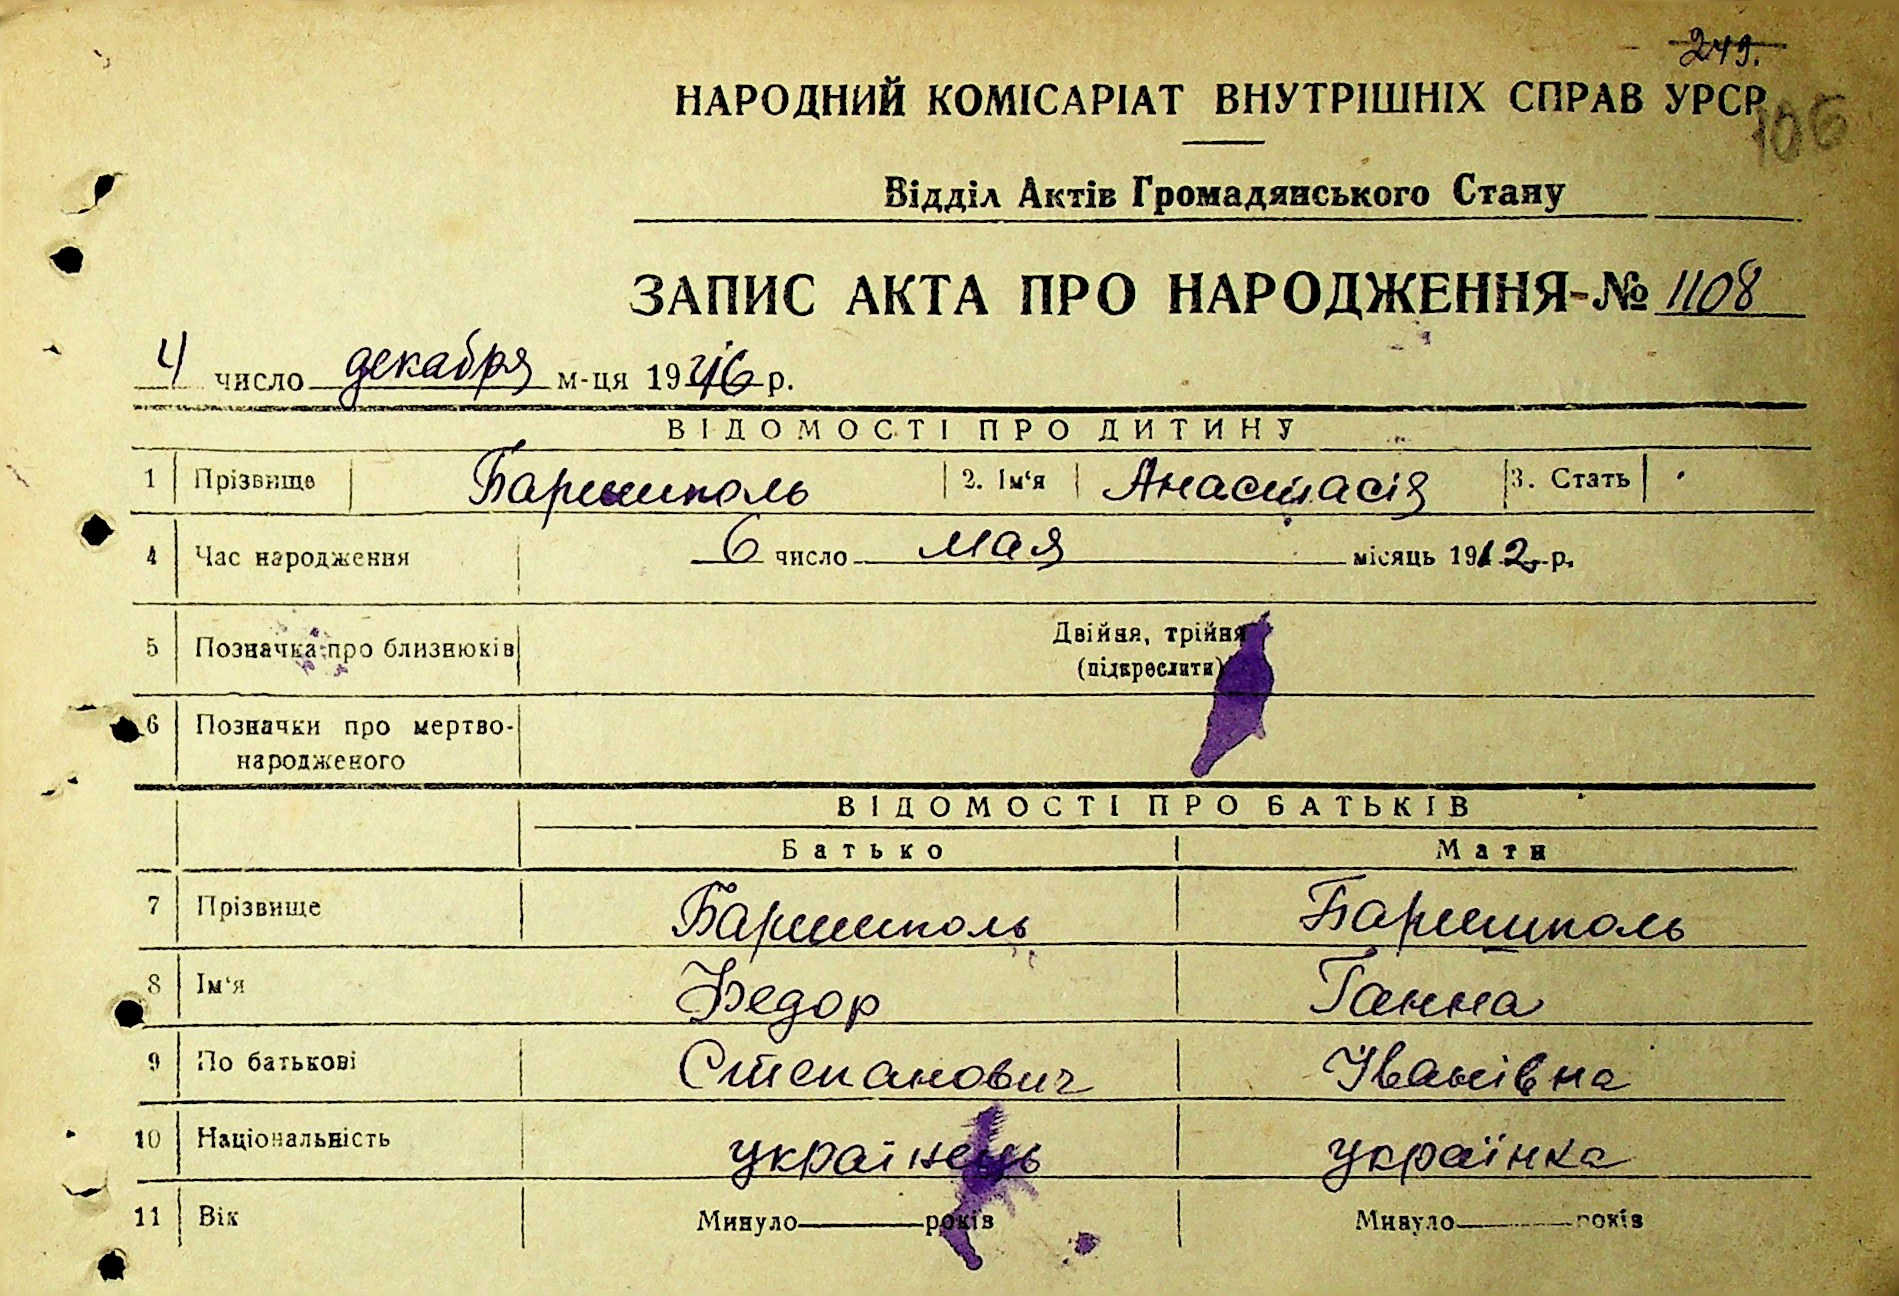 249.
НАРОДНИЙ КОМІСАРІАТ ВНУТРІШНІХ СПРАВ УРСР
106
Відділ Актів Громадянського Стану
ЗАПИС АКТА ПРО НАРОДЖЕННЯ-№ 1108
4 число декабря м-ця 1946 р.
ВІДОМОСТІ ПРО ДИТИНУ
1 Прізвище Баришполь 2. Ім'я Анастасія 3. Стать
4 Час народження 6 число мая місяць 1912 р.
5 Позначка про близнюків Двійня, трійня
(підкреслити)
6 Позначки про мертво-
народженого
ВІДОМОСТІ ПРО БАТЬКІВ
Батько Мати
7 Прізвище Баришполь Баришполь
8 Ім'я Федор Ганна
9 По батькові Степанович Іванівна
10 Національність українець українка
11 Вік Минуло років Минуло років